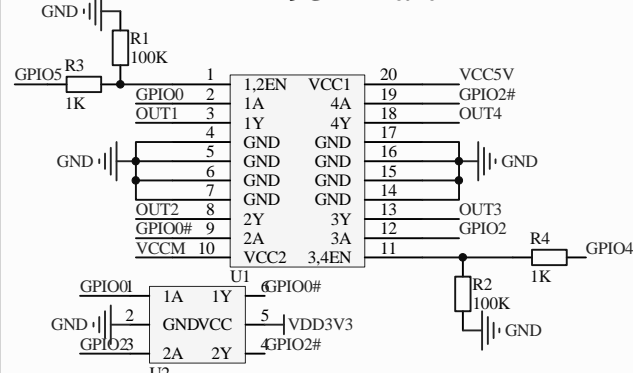 GND
R1
100K
GPIO5
R3
1K
1 1,2EN VCC1 20 VCC5V
GPIO0 2 1A 4A 19 GPIO2#
OUT1 3 1Y 4Y 18 OUT4
4 GND GND 17
GND 5 GND GND 16 GND
6 GND GND 15
7 GND GND 14
OUT2 8 2Y 3Y 13 OUT3
GPIO0# 9 2A 3A 12 GPIO2
VCCM 10 VCC2 3,4EN 11
R4
1K
GPIO4
U1
R2
100K
GND
GPIO0 1 1A 1Y 6 GPIO0#
GND 2 GND VCC 5 VDD3V3
GPIO2 3 2A 2Y 4 GPIO2#